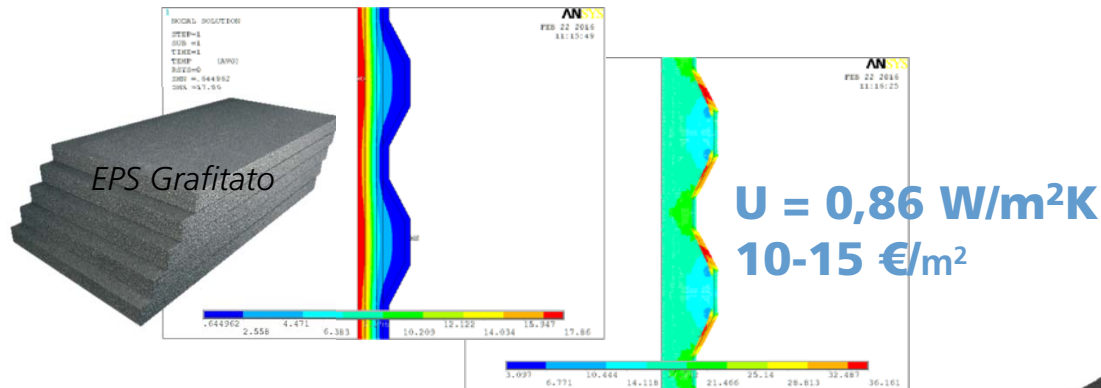 1
NODAL SOLUTION
STEP=1
SUB =1
TIME=1
TEMP (AVG)
RSYS=0
SMN =.644962
SMX =17.86
ANSYS
FEB 22 2016
11:15:49
ANSYS
FEB 22 2016
11:16:25
EPS Grafitato
U = 0,86 W/m²K
10-15 €/m²
.644962 4.471 12.122 15.947
2.558 6.383 10.209 14.034 17.86
3.097 10.444 25.14 32.487
6.771 14.118 21.466 28.813 36.161